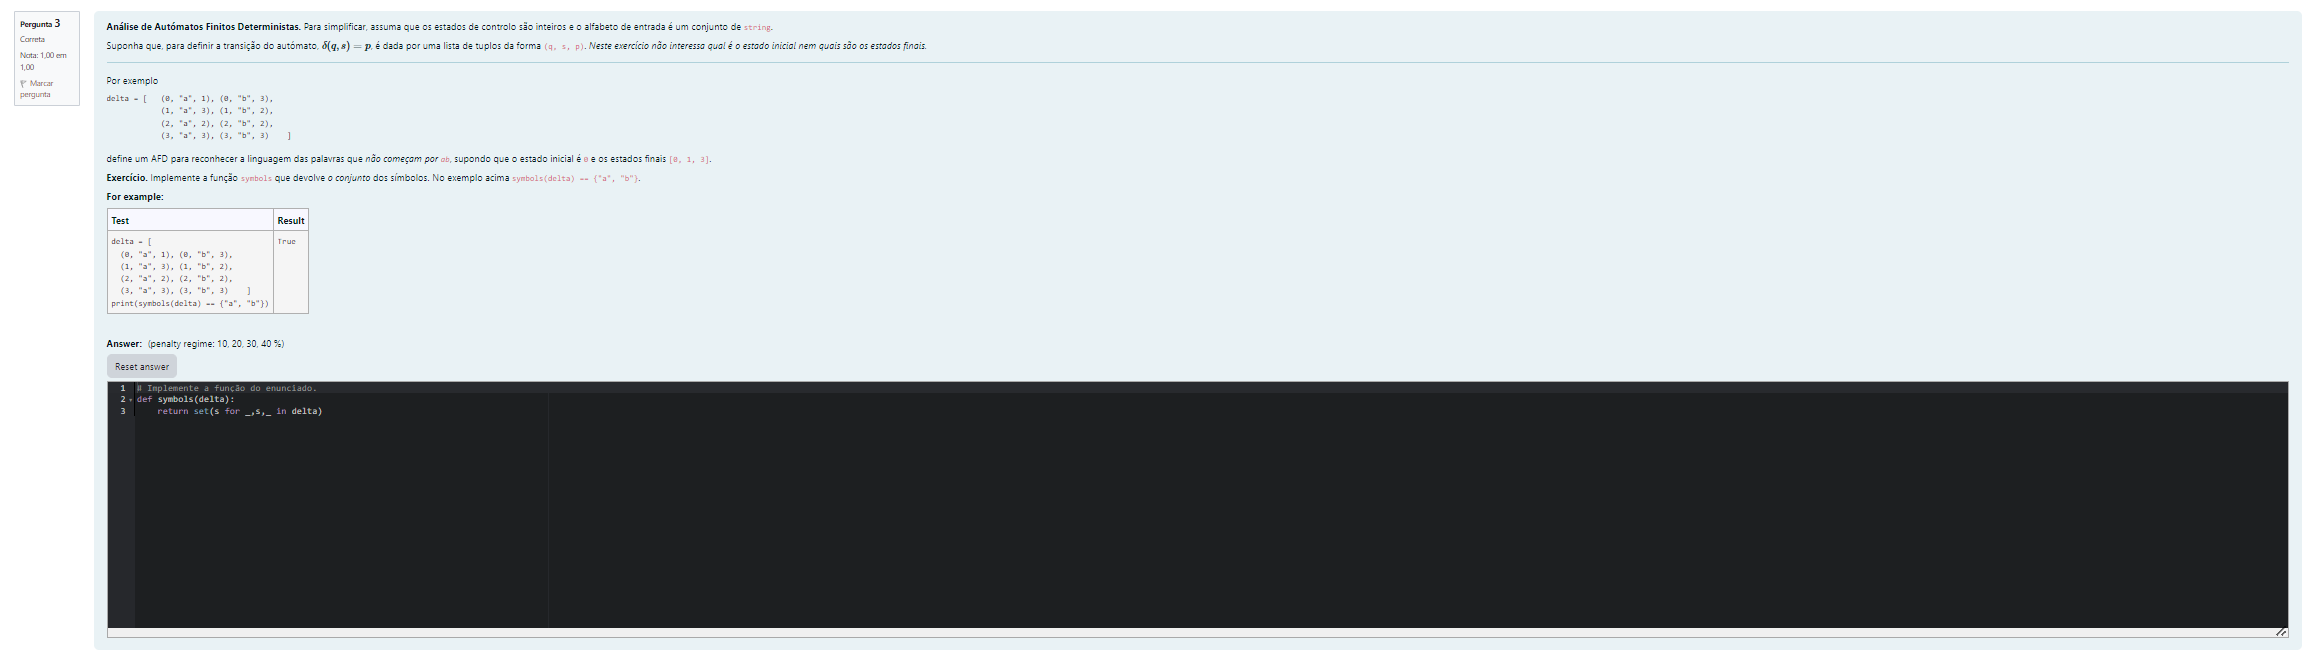 Pergunta 3
Correta
Nota: 1,00 em
1,00
Marcar
pergunta
Análise de Autómatos Finitos Deterministas. Para simplificar, assuma que os estados de controlo são inteiros e o alfabeto de entrada é um conjunto de string.
Suponha que, para definir a transição do autómato, δ(q, s) = p, é dada por uma lista de tuplos da forma (q, s, p). Neste exercício não interessa qual é o estado inicial nem quais são os estados finais.
Por exemplo
delta = [   (0, "a", 1), (0, "b", 3),
(1, "a", 3), (1, "b", 2),
(2, "a", 2), (2, "b", 2),
(3, "a", 3), (3, "b", 3)    ]
define um AFD para reconhecer a linguagem das palavras que não começam por ab, supondo que o estado inicial é 0 e os estados finais [0, 1, 3].
Exercício. Implemente a função symbols que devolve o conjunto dos símbolos. No exemplo acima symbols(delta) == {"a", "b"}.
For example:
Test Result
delta = [ True
(0, "a", 1), (0, "b", 3),
(1, "a", 3), (1, "b", 2),
(2, "a", 2), (2, "b", 2),
(3, "a", 3), (3, "b", 3)    ]
print(symbols(delta) == {"a", "b"})
Answer: (penalty regime: 10, 20, 30, 40 %)
Reset answer
1 # Implemente a função do enunciado.
2 def symbols(delta):
3     return set(s for _,s,_ in delta)